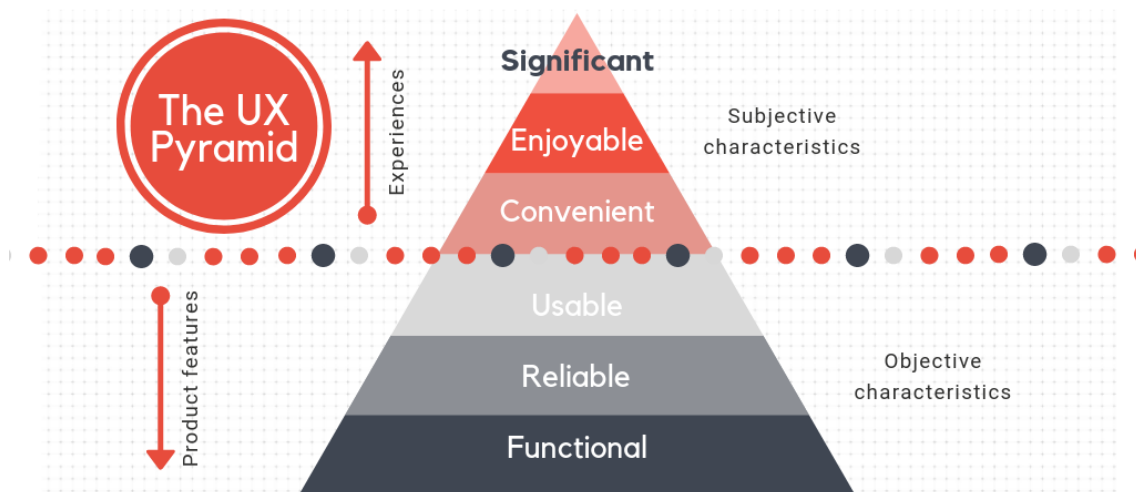 The UX
Pyramid
Experiences
Significant
Enjoyable
Convenient
Subjective
characteristics
Product features
Usable
Reliable
Functional
Objective
characteristics